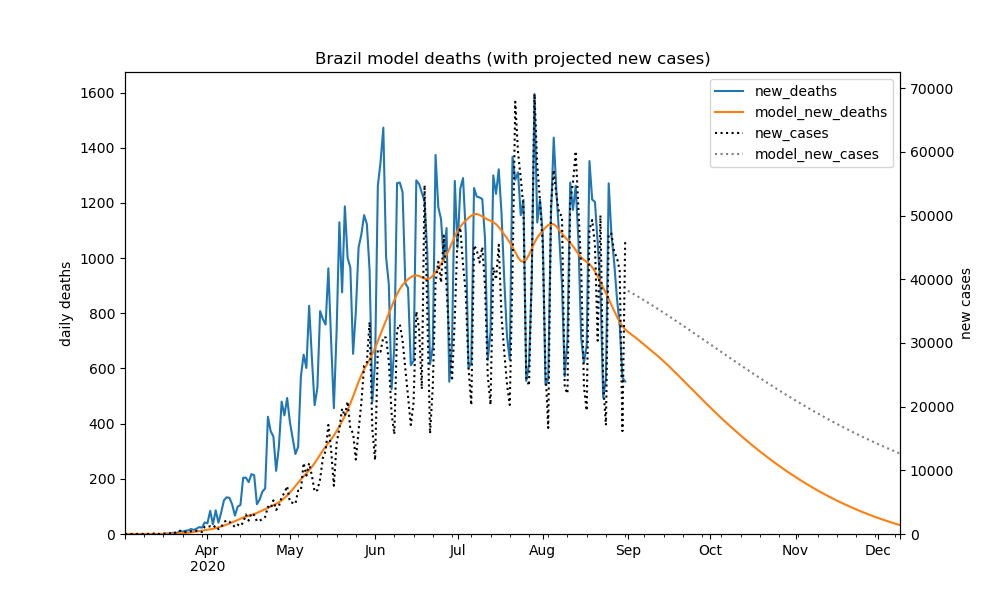 Brazil model deaths (with projected new cases)
new_deaths
model_new_deaths
new_cases
model_new_cases
daily deaths
1600
1400
1200
1000
800
600
400
200
0
new cases
70000
60000
50000
40000
30000
20000
10000
0
Apr May Jun Jul Aug Sep Oct Nov Dec
2020